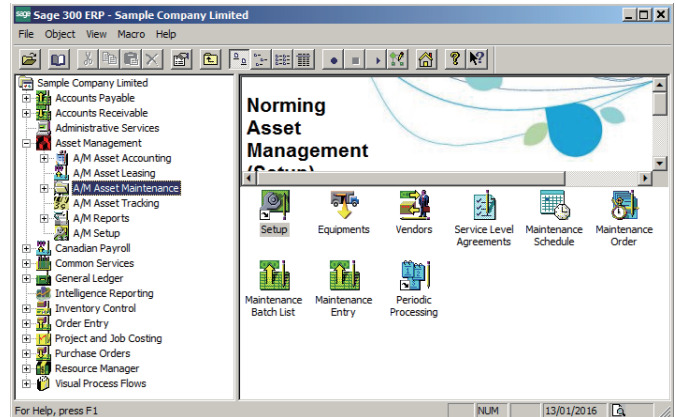 sage Sage 300 ERP - Sample Company Limited
File Object View Macro Help
Sample Company Limited
Accounts Payable
Accounts Receivable
Administrative Services
Asset Management
A/M Asset Accounting
A/M Asset Leasing
A/M Asset Maintenance
A/M Asset Tracking
A/M Reports
A/M Setup
Canadian Payroll
Common Services
General Ledger
Intelligence Reporting
Inventory Control
Order Entry
Project and Job Costing
Purchase Orders
Resource Manager
Visual Process Flows
Norming
Asset
Management
(Setup)
Setup Equipments Vendors Service Level Agreements Maintenance Schedule Maintenance Order
Maintenance Batch List Maintenance Entry Periodic Processing
For Help, press F1 NUM 13/01/2016